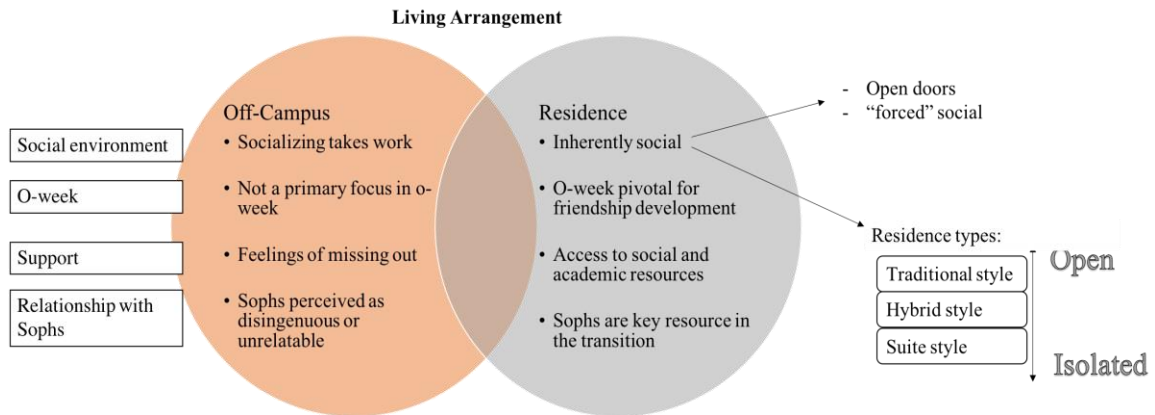 Living Arrangement
Social environment
O-week
Support
Relationship with
Sophs
Off-Campus
• Socializing takes work
• Not a primary focus in o-
week
• Feelings of missing out
• Sophs perceived as
disingenuous or
unrelatable
Residence
• Inherently social
• O-week pivotal for
friendship development
• Access to social and
academic resources
• Sophs are key resource in
the transition
- Open doors
- “forced” social
Residence types:
Traditional style
Hybrid style
Suite style
Open
Isolated